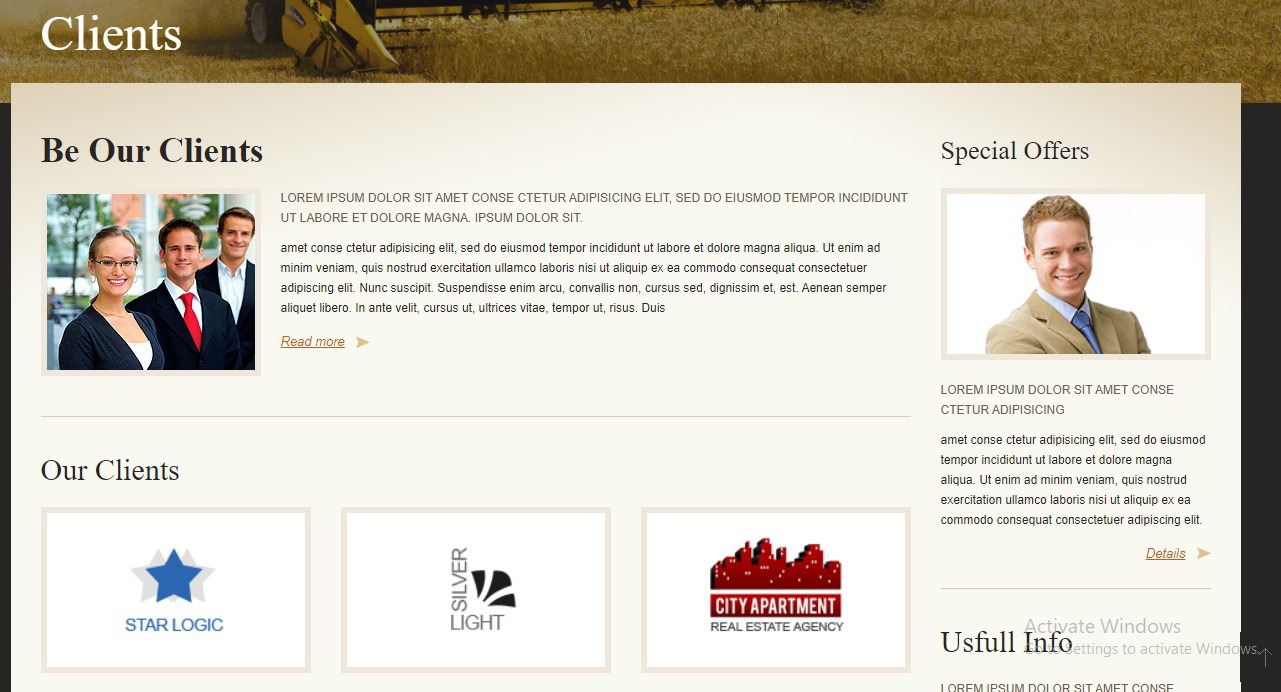 Clients
Be Our Clients
LOREM IPSUM DOLOR SIT AMET CONSE CTETUR ADIPISICING ELIT, SED DO EIUSMOD TEMPOR INCIDIDUNT
UT LABORE ET DOLORE MAGNA. IPSUM DOLOR SIT.
amet conse ctetur adipisicing elit, sed do eiusmod tempor incididunt ut labore et dolore magna aliqua. Ut enim ad
minim veniam, quis nostrud exercitation ullamco laboris nisi ut aliquip ex ea commodo consequat consectetuer
adipiscing elit. Nunc suscipit. Suspendisse enim arcu, convallis non, cursus sed, dignissim et, est. Aenean semper
aliquet libero. In ante velit, cursus ut, ultrices vitae, tempor ut, risus. Duis
Read more
Our Clients
STAR LOGIC
SILVER
LIGHT
CITY APARTMENT
REAL ESTATE AGENCY
Special Offers
LOREM IPSUM DOLOR SIT AMET CONSE
CTETUR ADIPISICING
amet conse ctetur adipisicing elit, sed do eiusmod
tempor incididunt ut labore et dolore magna
aliqua. Ut enim ad minim veniam, quis nostrud
exercitation ullamco laboris nisi ut aliquip ex ea
commodo consequat consectetuer adipiscing elit.
Details
Usfull Info
Activate Windows
Go to Settings to activate Windows.
LOREM IPSUM DOLOR SIT AMET CONSE